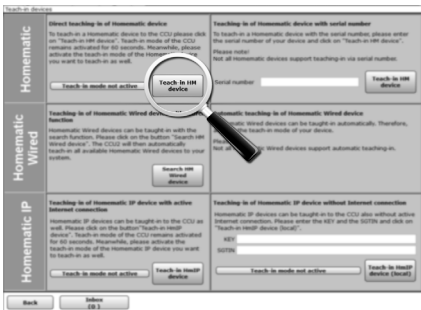 Teach-in devices
Homematic
Direct teaching-in of Homematic device
To teach-in a Homematic device to the CCU please click
on "Teach-in HM device". Teach-in mode of the CCU
remains activated for 60 seconds. Meanwhile, please
activate the teach-in mode of the Homematic device
you want to teach-in as well.
Teach-in mode not active
Teach-in HM
device
Teaching-in of Homematic device with serial number
To teach-in a Homematic device with the serial number, please enter
the serial number of your device and click on "Teach-in HM device".
Please note!
Not all Homematic devices support teaching-in via serial number.
Serial number
Teach-in HM
device
Homematic
Wired
Teaching-in of Homematic Wired
Homematic Wired devices can be taught-in with the
search function. Please click on the button "Search HM
Wired device". The CCU2 will then automatically
teach-in all available Homematic Wired devices to your
system.
Search HM
Wired
device
Automatic teaching-in of Homematic Wired device
Wired devices can be taught-in automatically. Therefore,
the teach-in mode of your device.
Not all Wired devices support automatic teaching-in.
Homematic IP
Teaching-in of Homematic IP device with active
Internet connection
Homematic IP devices can be taught-in to the CCU as
well. Please click on the button"Teach-in HmIP
device". Teach-in mode of the CCU remains activated
for 60 seconds. Meanwhile, please activate the
teach-in mode of the Homematic IP device you want
to teach-in as well.
Teach-in mode not active
Teach-in HmIP
device
Teaching-in of Homematic IP device without Internet connection
Homematic IP devices can be taught-in to the CCU also without active
Internet connection. Please enter the KEY and the SGTIN and click on
"Teach-in HmIP device (local)".
KEY
SGTIN
Teach-in mode not active
Teach-in HmIP
device (local)
Back
Inbox
(0 )